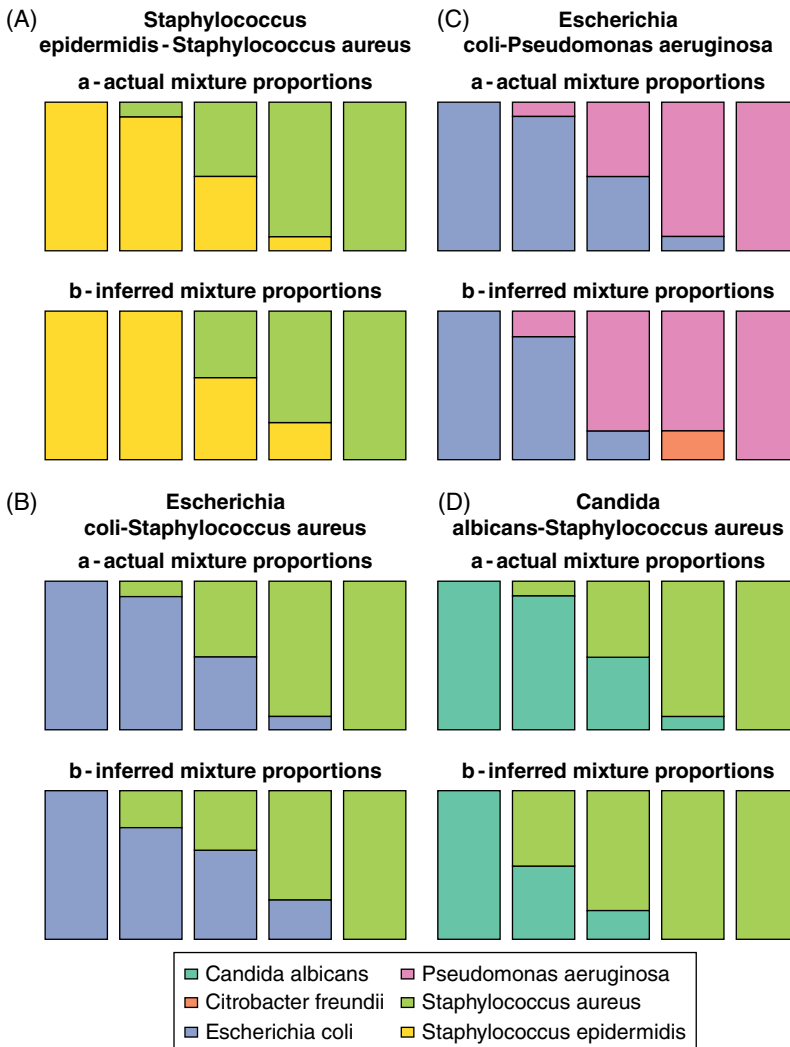 (A)
Staphylococcus
epidermidis-Staphylococcus aureus
a-actual mixture proportions
b-inferred mixture proportions
(B)
Escherichia
coli-Staphylococcus aureus
a-actual mixture proportions
b-inferred mixture proportions
(C)
Escherichia
coli-Pseudomonas aeruginosa
a-actual mixture proportions
b-inferred mixture proportions
(D)
Candida
albicans-Staphylococcus aureus
a-actual mixture proportions
b-inferred mixture proportions
Candida albicans
Citrobacter freundii
Escherichia coli
Pseudomonas aeruginosa
Staphylococcus aureus
Staphylococcus epidermidis